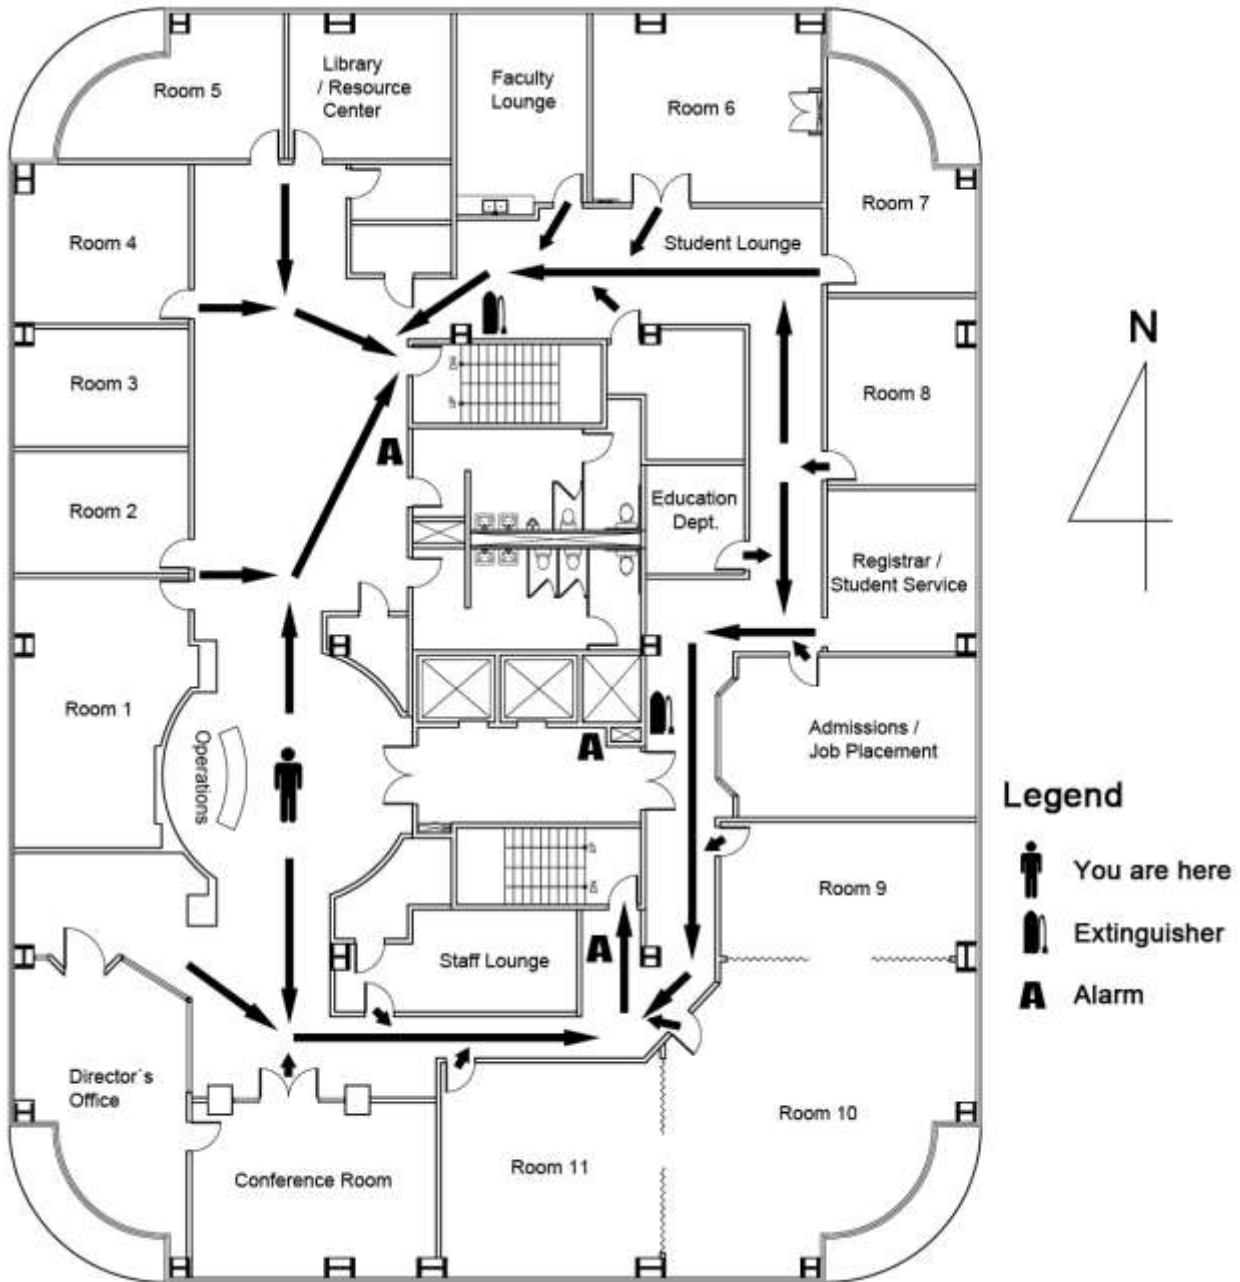 Room 5
Library
/ Resource
Center
Faculty
Lounge
Room 6
Room 7
Room 4
Student Lounge
N
Room 3
Room 8
DN
UP
A
Room 2
Education
Dept.
Registrar /
Student Service
Room 1
Operations
A
Admissions /
Job Placement
Legend
You are here
Room 9
Extinguisher
A
Staff Lounge
A Alarm
Director´s
Office
Room 10
Room 11
Conference Room